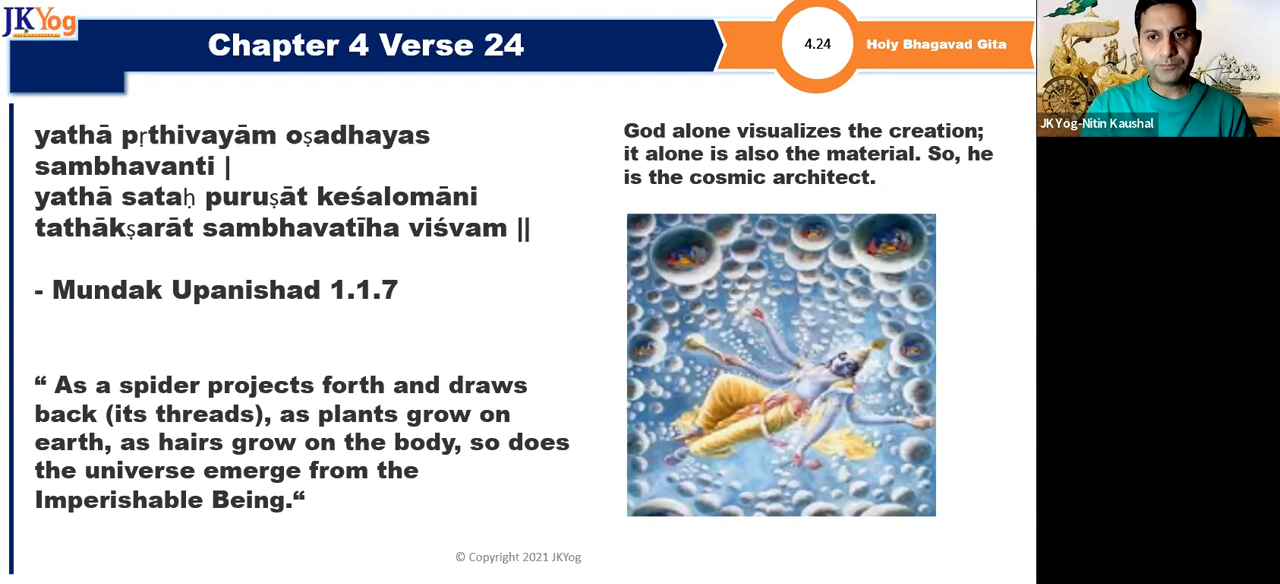 JKYog
Chapter 4 Verse 24
4.24
Holy Bhagavad Gita
yathā pṛthivayām oṣadhayas
sambhavanti |
yathā sataḥ puruṣāt keśalomāni
tathākṣarāt sambhavatīha viśvam ||
- Mundak Upanishad 1.1.7
“ As a spider projects forth and draws
back (its threads), as plants grow on
earth, as hairs grow on the body, so does
the universe emerge from the
Imperishable Being.“
God alone visualizes the creation;
it alone is also the material. So, he
is the cosmic architect.
© Copyright 2021 JKYog
JKYog-Nitin Kaushal